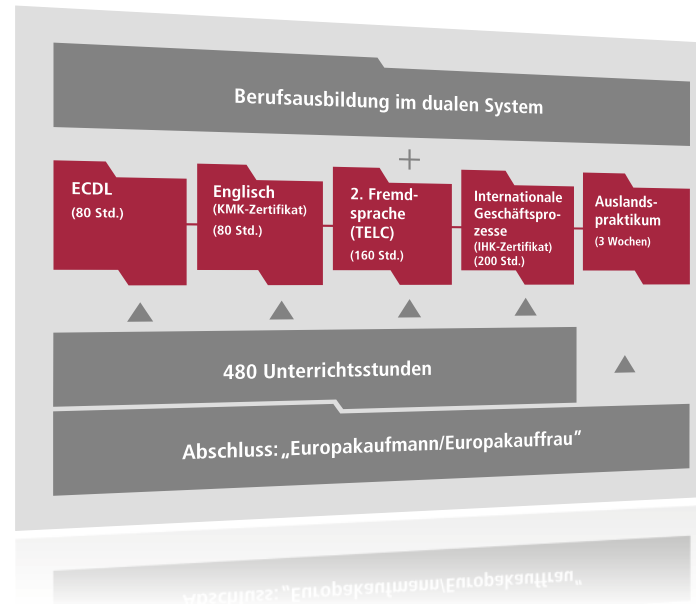 Berufsausbildung im dualen System
+
ECDL
(80 Std.)
Englisch
(KMK-Zertifikat)
(80 Std.)
2. Fremd-
sprache
(TELC)
(160 Std.)
Internationale
Geschäftspro-
zesse
(IHK-Zertifikat)
(200 Std.)
Auslands-
praktikum
(3 Wochen)
480 Unterrichtsstunden
Abschluss: „Europakaufmann/Europakauffrau”